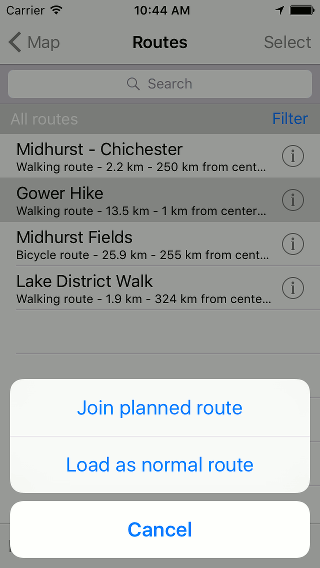 Carrier 10:44 AM
Map Routes Select
Search
All routes Filter
Midhurst - Chichester
Walking route - 2.2 km - 250 km from cent...
Gower Hike
Walking route - 13.5 km - 1 km from center...
Midhurst Fields
Bicycle route - 25.9 km - 255 km from cent...
Lake District Walk
Walking route - 1.9 km - 324 km from cente...
Join planned route
Load as normal route
Cancel